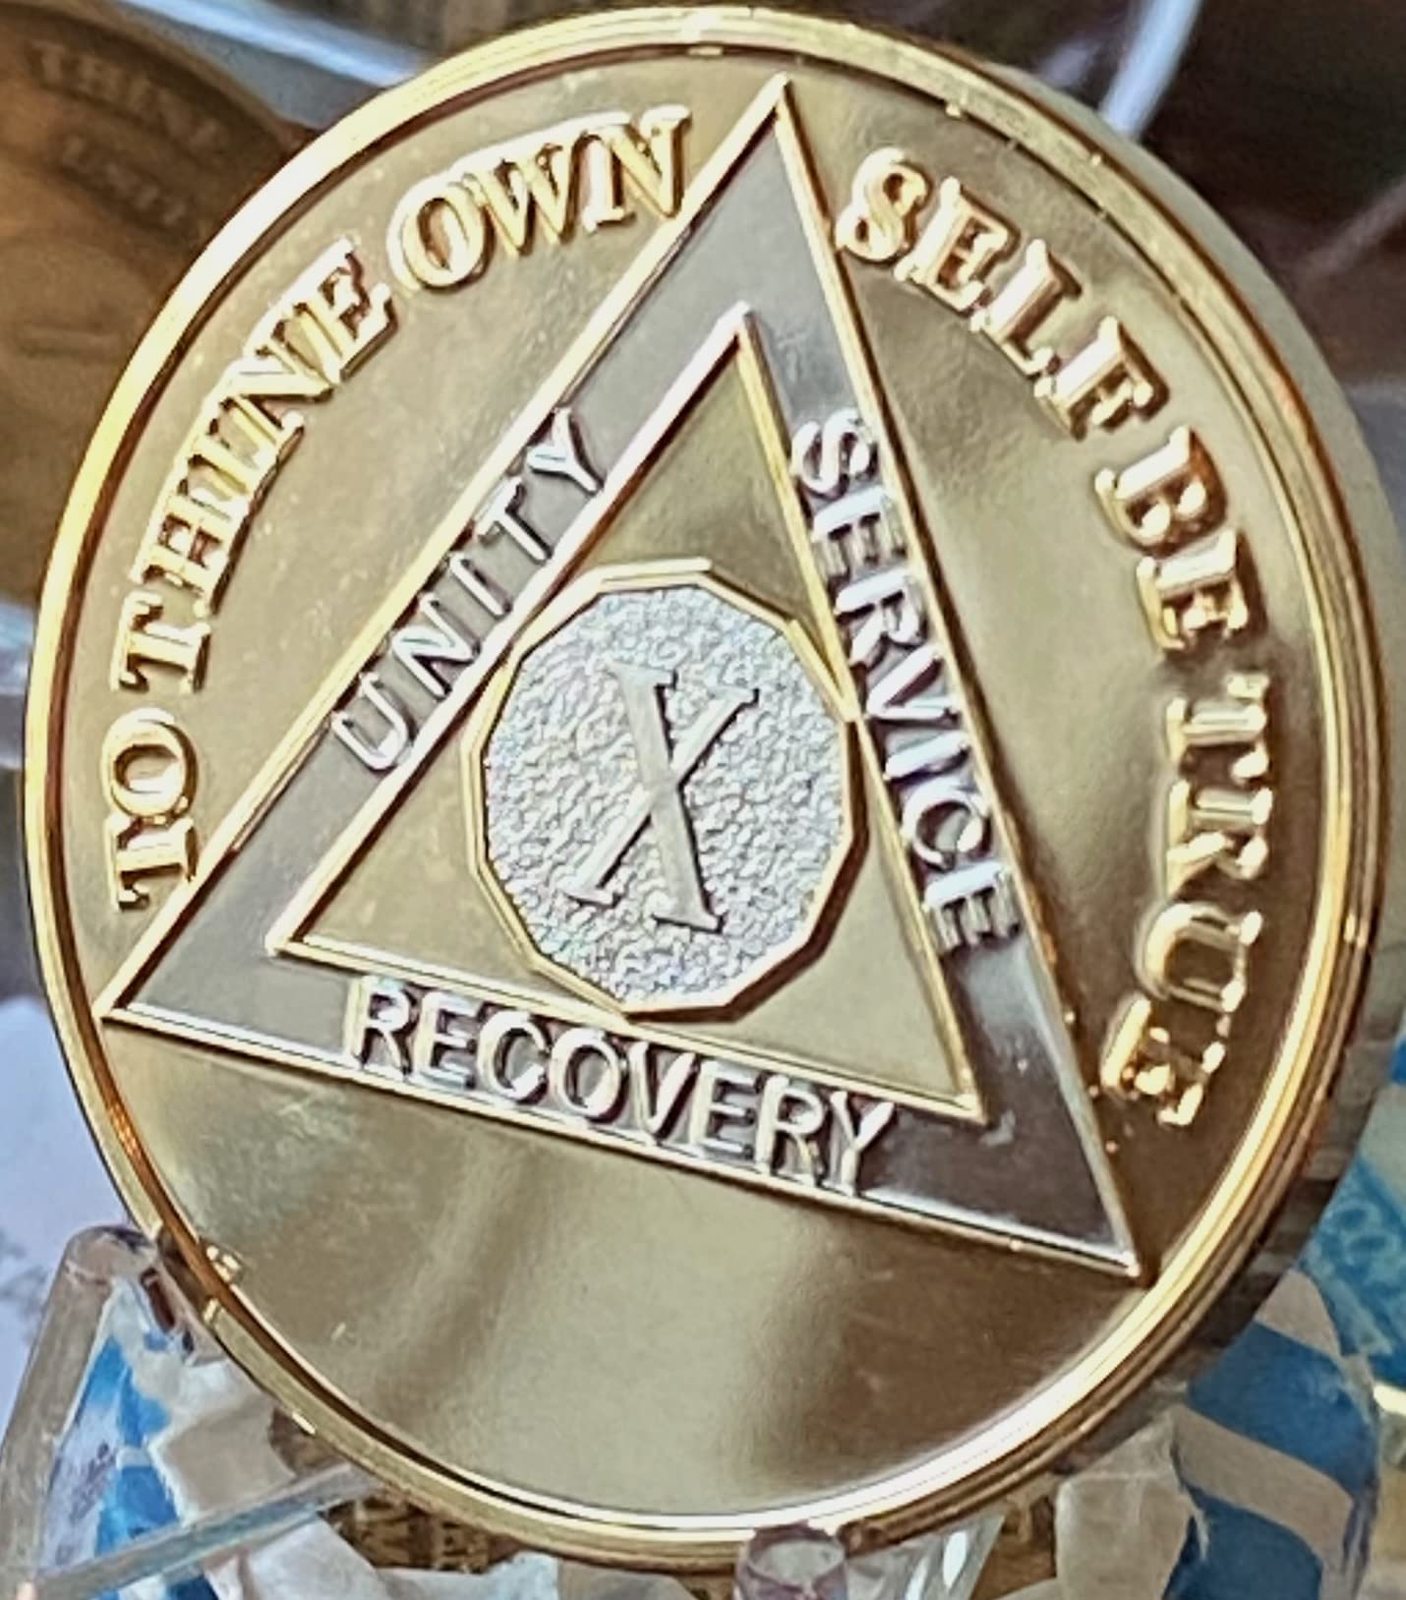 TO THINE OWN SELF BE TRUE
UNITY
SERVICE
RECOVERY
X